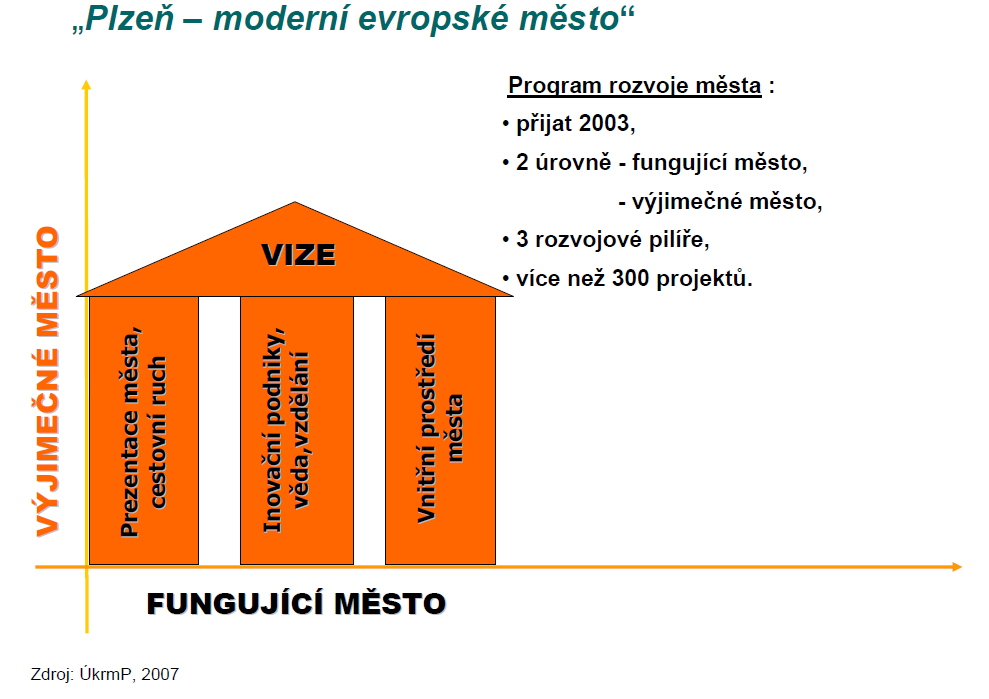 „Plzeň – moderní evropské město“
Program rozvoje města :
• přijat 2003,
• 2 úrovně - fungující město,
- výjimečné město,
• 3 rozvojové pilíře,
• více než 300 projektů.
VÝJIMEČNÉ MĚSTO
VIZE
Prezentace města,
cestovní ruch
Inovační podniky,
věda,vzdělání
Vnitřní prostředí
města
FUNGUJÍCÍ MĚSTO
Zdroj: ÚkrmP, 2007